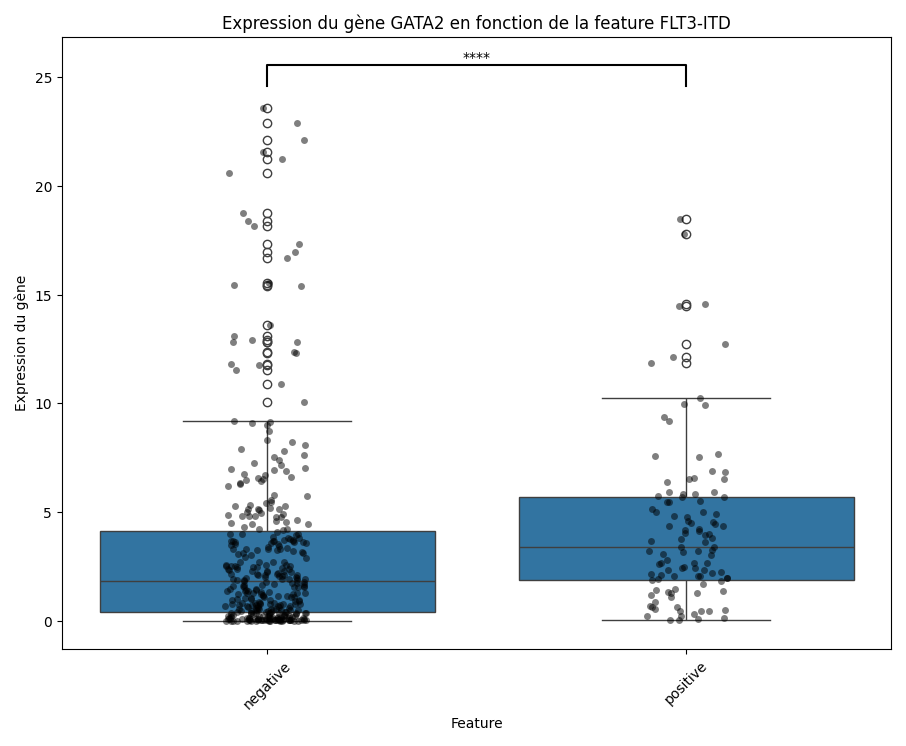 Expression du gène GATA2 en fonction de la feature FLT3-ITD
****
Expression du gène
25
20
15
10
5
0
negative
positive
Feature